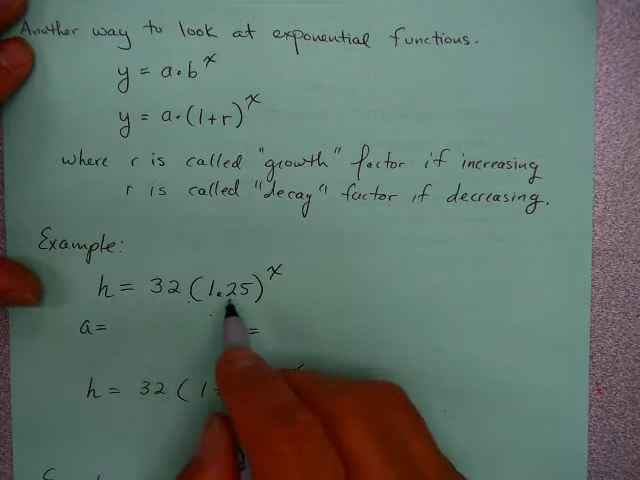 Another way to look at exponential functions.
y = a·b^x
y = a·(1+r)^x
where r is called "growth" factor if increasing
r is called "decay" factor if decreasing.
Example:
h = 32 (1.25)^x
a= =
h = 32 ( 1